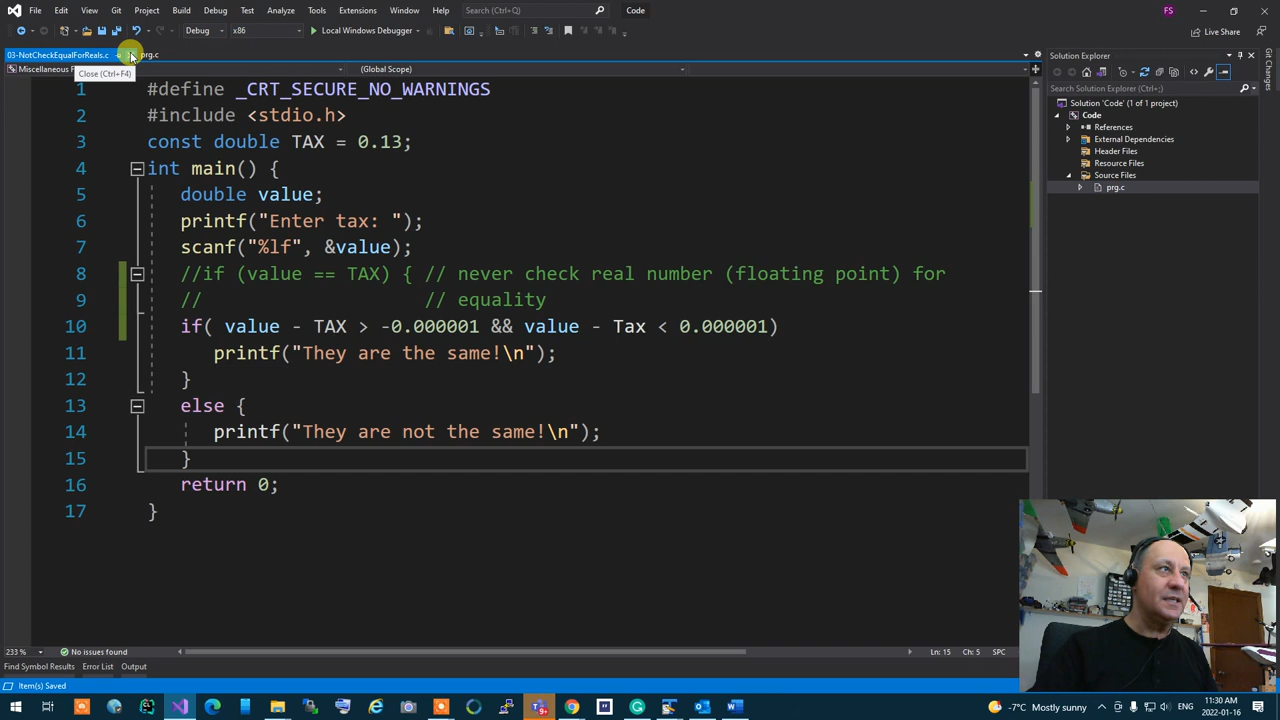 File Edit View Git Project Build Debug Test Analyze Tools Extensions Window Help Search (Ctrl+Q) Code FS
Debug x86 Local Windows Debugger Live Share
03-NotCheckEqualForReals.c prg.c
Close (Ctrl+F4)
Miscellaneous F (Global Scope)
1 #define _CRT_SECURE_NO_WARNINGS
2 #include <stdio.h>
3 const double TAX = 0.13;
4 int main() {
5 double value;
6 printf("Enter tax: ");
7 scanf("%lf", &value);
8 //if (value == TAX) { // never check real number (floating point) for
9 // // equality
10 if( value - TAX > -0.000001 && value - Tax < 0.000001)
11 printf("They are the same!\n");
12 }
13 else {
14 printf("They are not the same!\n");
15 }
16 return 0;
17 }
Solution Explorer
Search Solution Explorer (Ctrl+;)
Solution 'Code' (1 of 1 project)
Code
References
External Dependencies
Header Files
Resource Files
Source Files
prg.c
Git Changes
233 % No issues found Ln: 15 Ch: 5 SPC
Find Symbol Results Error List Output
Item(s) Saved
-7°C Mostly sunny ENG 11:30 AM
2022-01-16